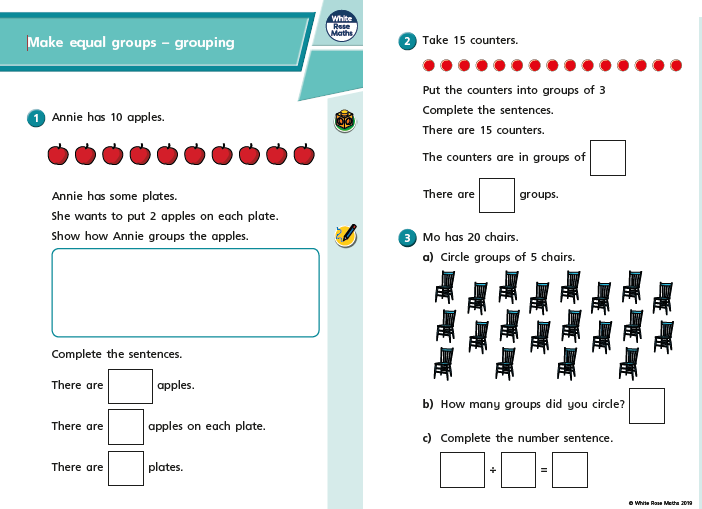 Make equal groups – grouping
White
Rose
Maths
1 Annie has 10 apples.
Annie has some plates.
She wants to put 2 apples on each plate.
Show how Annie groups the apples.
Complete the sentences.
There are apples.
There are apples on each plate.
There are plates.
2 Take 15 counters.
Put the counters into groups of 3
Complete the sentences.
There are 15 counters.
The counters are in groups of
There are groups.
3 Mo has 20 chairs.
a) Circle groups of 5 chairs.
b) How many groups did you circle?
c) Complete the number sentence.
÷ =
© White Rose Maths 2019